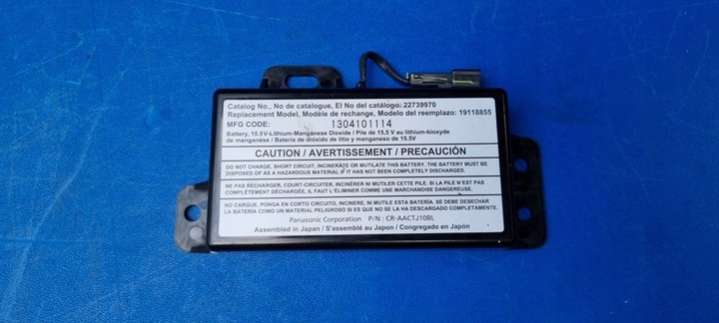 Catalog No., No de catalogue, El No del catálogo: 22739970
Replacement Model, Modèle de rechange, Modelo del reemplazo: 19118855
MFG CODE: 1304101114
Battery, 15.5V-Lithium-Manganese Dioxide / Pile de 15,5 V au lithium-bioxyde
de manganese / Bateria de dióxido de litio y manganeso de 15.5V
CAUTION / AVERTISSEMENT / PRECAUCIÓN
DO NOT CHARGE, SHORT CIRCUIT, INCINERATE OR MUTILATE THIS BATTERY. THE BATTERY MUST BE
DISPOSED OF AS A HAZARDOUS MATERIAL IF IT HAS NOT BEEN COMPLETELY DISCHARGED.
NE PAS RECHARGER, COURT-CIRCUITER, INCINÉRER NI MUTILER CETTE PILE. SI LA PILE N'EST PAS
COMPLÈTEMENT DÉCHARGÉE, IL FAUT L'ÉLIMINER COMME UNE MARCHANDISE DANGEREUSE.
NO CARGUE, PONGA EN CORTO CIRCUITO, INCINERE, NI MUTILE ESTA BATERÍA. SE DEBE DESECHAR
LA BATERÍA COMO UN MATERIAL PELIGROSO SI ES QUE NO LA HA DESCARGADO COMPLETAMENTE.
Panasonic Corporation P/N : CR-AACTJ10BL
Assembled in Japan / S'assemblé au Japon / Congregado en Japón